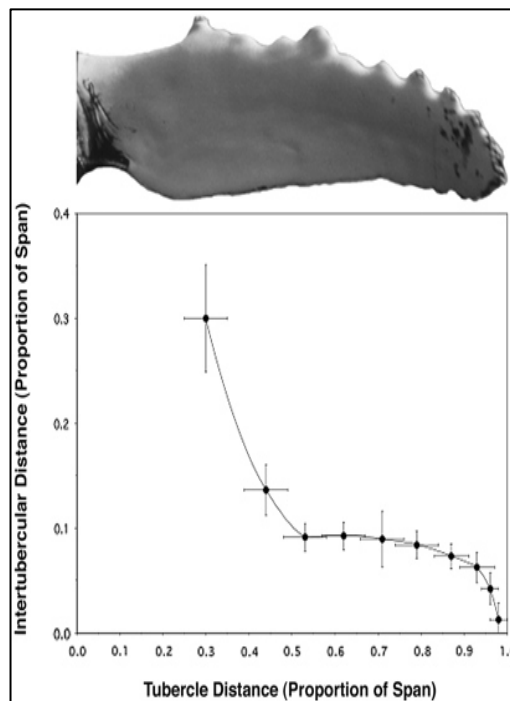 0.4
0.3
0.2
0.1
0.0
Intertubercular Distance (Proportion of Span)
0.0 0.1 0.2 0.3 0.4 0.5 0.6 0.7 0.8 0.9 1.0
Tubercle Distance (Proportion of Span)